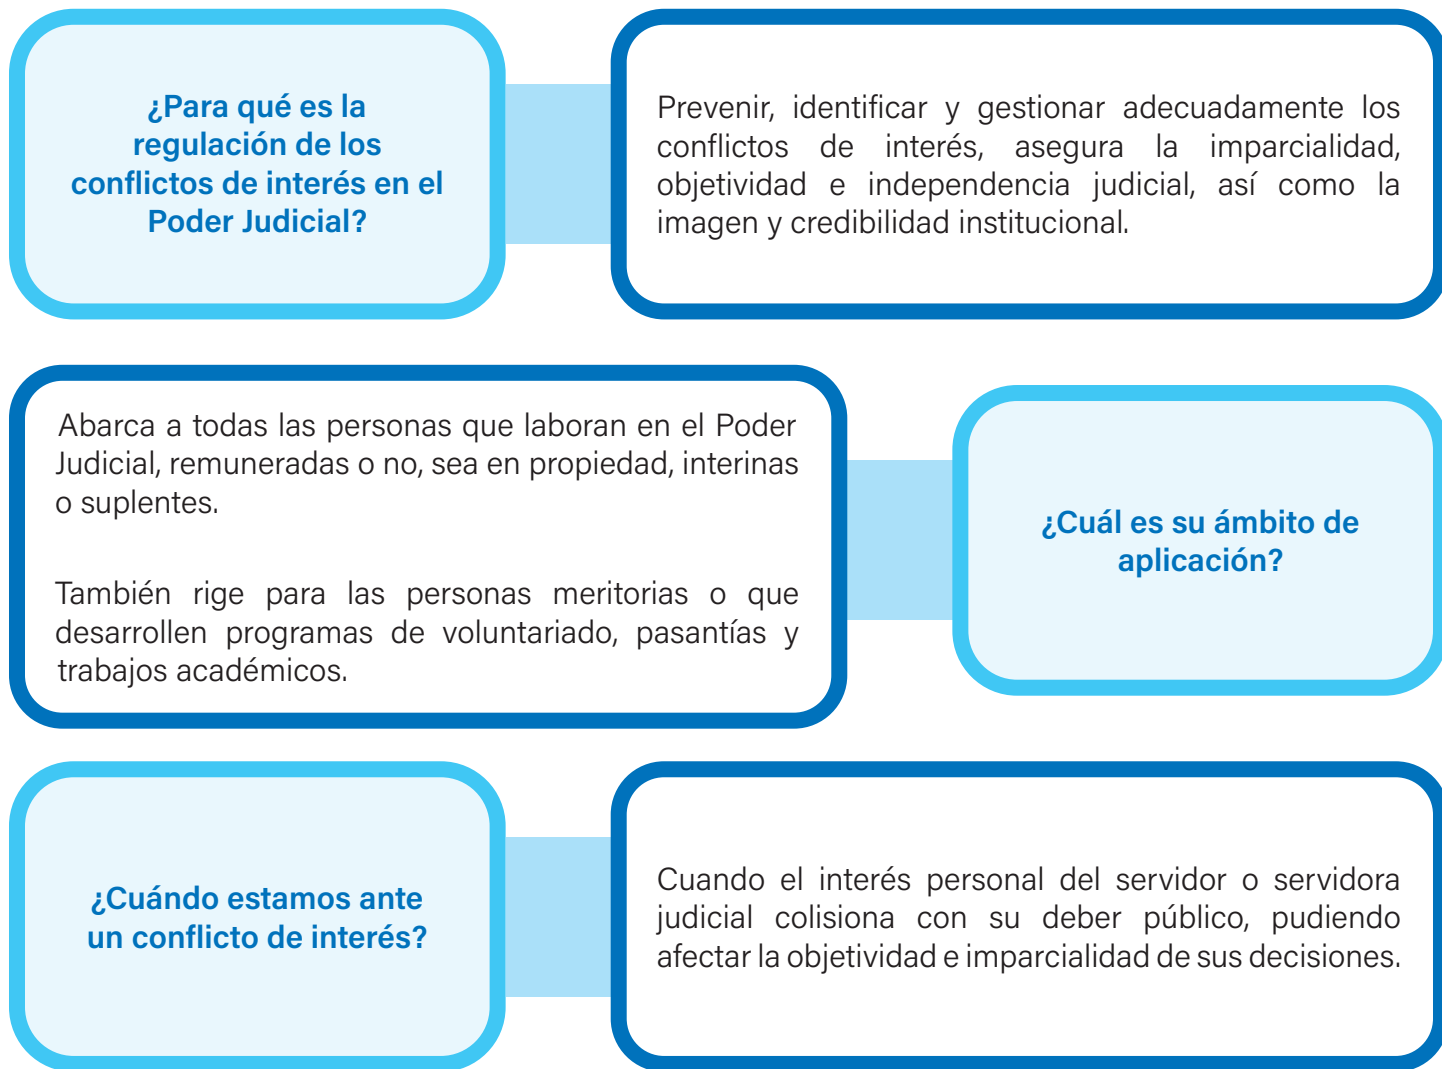 ¿Para qué es la
regulación de los
conflictos de interés en el
Poder Judicial?
Prevenir, identificar y gestionar adecuadamente los
conflictos de interés, asegura la imparcialidad,
objetividad e independencia judicial, así como la
imagen y credibilidad institucional.
Abarca a todas las personas que laboran en el Poder
Judicial, remuneradas o no, sea en propiedad, interinas
o suplentes.
También rige para las personas meritorias o que
desarrollen programas de voluntariado, pasantías y
trabajos académicos.
¿Cuál es su ámbito de
aplicación?
¿Cuándo estamos ante
un conflicto de interés?
Cuando el interés personal del servidor o servidora
judicial colisiona con su deber público, pudiendo
afectar la objetividad e imparcialidad de sus decisiones.